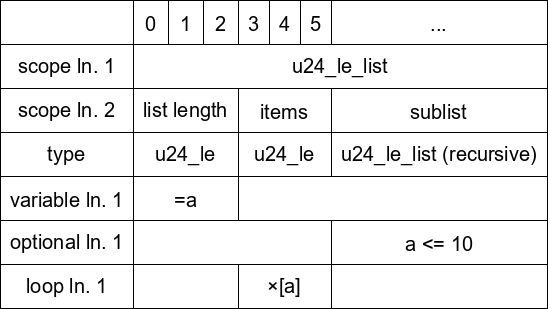 0 1 2 3 4 5 ...
scope ln. 1 u24_le_list
scope ln. 2 list length items sublist
type u24_le u24_le u24_le_list (recursive)
variable ln. 1 =a
optional ln. 1 a <= 10
loop ln. 1 ×[a]